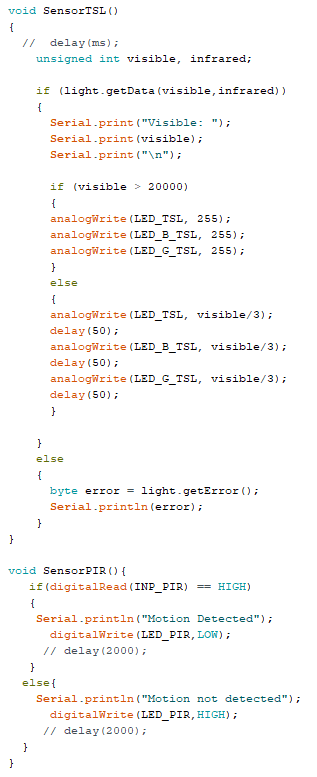 void SensorTSL()
{
  //  delay(ms);
    unsigned int visible, infrared;

    if (light.getData(visible,infrared))
    {
      Serial.print("Visible: ");
      Serial.print(visible);
      Serial.print("\n");

      if (visible > 20000)
      {
      analogWrite(LED_TSL, 255);
      analogWrite(LED_B_TSL, 255);
      analogWrite(LED_G_TSL, 255);
      }
      else
      {
      analogWrite(LED_TSL, visible/3);
      delay(50);
      analogWrite(LED_B_TSL, visible/3);
      delay(50);
      analogWrite(LED_G_TSL, visible/3);
      delay(50);
      }

    }
    else
    {
      byte error = light.getError();
      Serial.println(error);
    }
}

void SensorPIR(){
   if(digitalRead(INP_PIR) == HIGH)
   {
    Serial.println("Motion Detected");
      digitalWrite(LED_PIR,LOW);
     // delay(2000);
   }
  else{
    Serial.println("Motion not detected");
      digitalWrite(LED_PIR,HIGH);
     // delay(2000);
  }
}